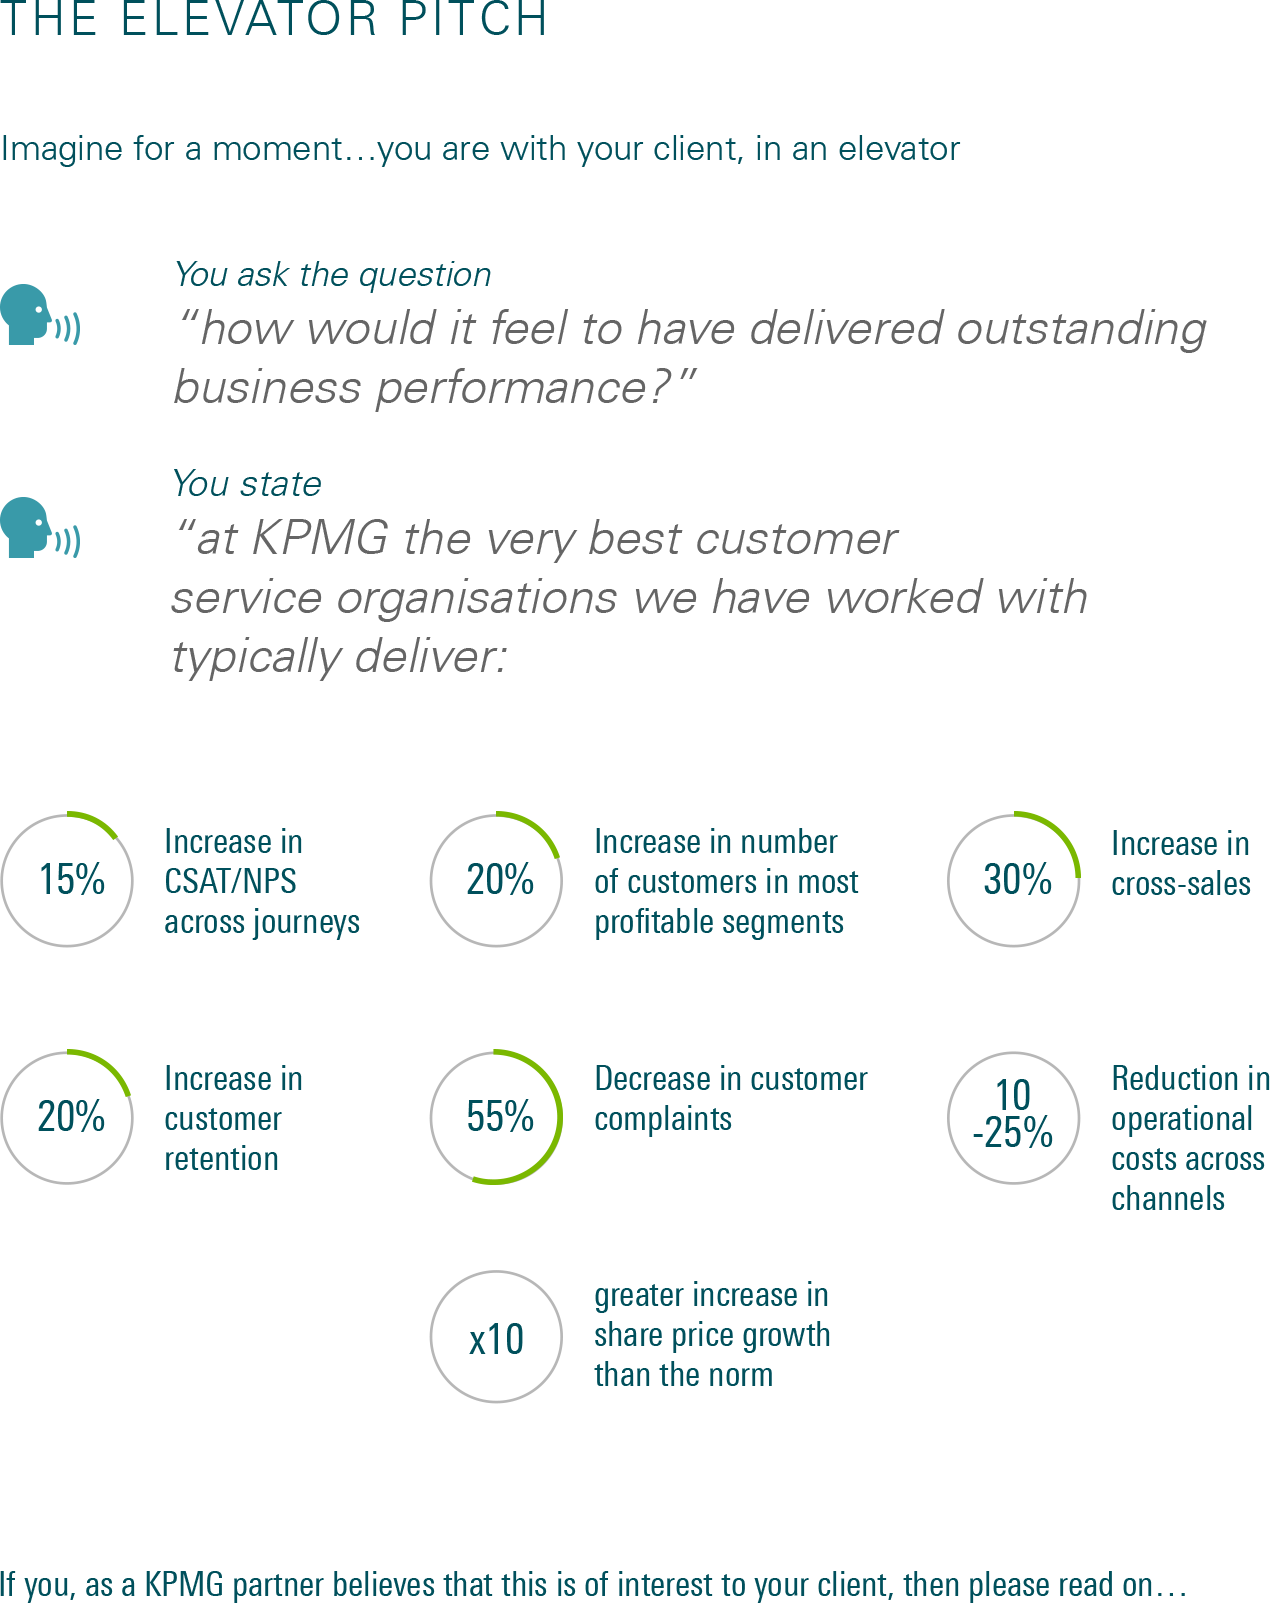 THE ELEVATOR PITCH
Imagine for a moment…you are with your client, in an elevator
You ask the question
“how would it feel to have delivered outstanding
business performance?”
You state
“at KPMG the very best customer
service organisations we have worked with
typically deliver:
15%
Increase in
CSAT/NPS
across journeys
20%
Increase in number
of customers in most
profitable segments
30%
Increase in
cross-sales
20%
Increase in
customer
retention
55%
Decrease in customer
complaints
10
-25%
Reduction in
operational
costs across
channels
x10
greater increase in
share price growth
than the norm
If you, as a KPMG partner believes that this is of interest to your client, then please read on…